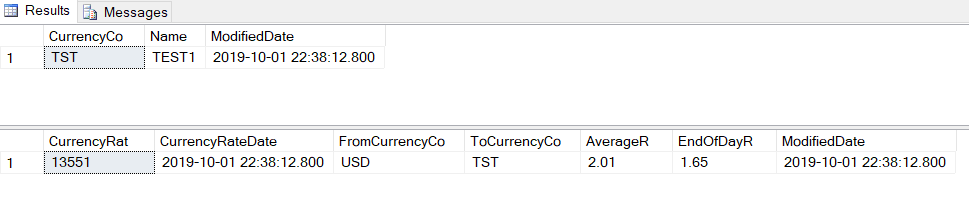 Results Messages
CurrencyCo Name ModifiedDate
1 TST TEST1 2019-10-01 22:38:12.800
CurrencyRat CurrencyRateDate FromCurrencyCo ToCurrencyCo AverageR EndOfDayR ModifiedDate
1 13551 2019-10-01 22:38:12.800 USD TST 2.01 1.65 2019-10-01 22:38:12.800